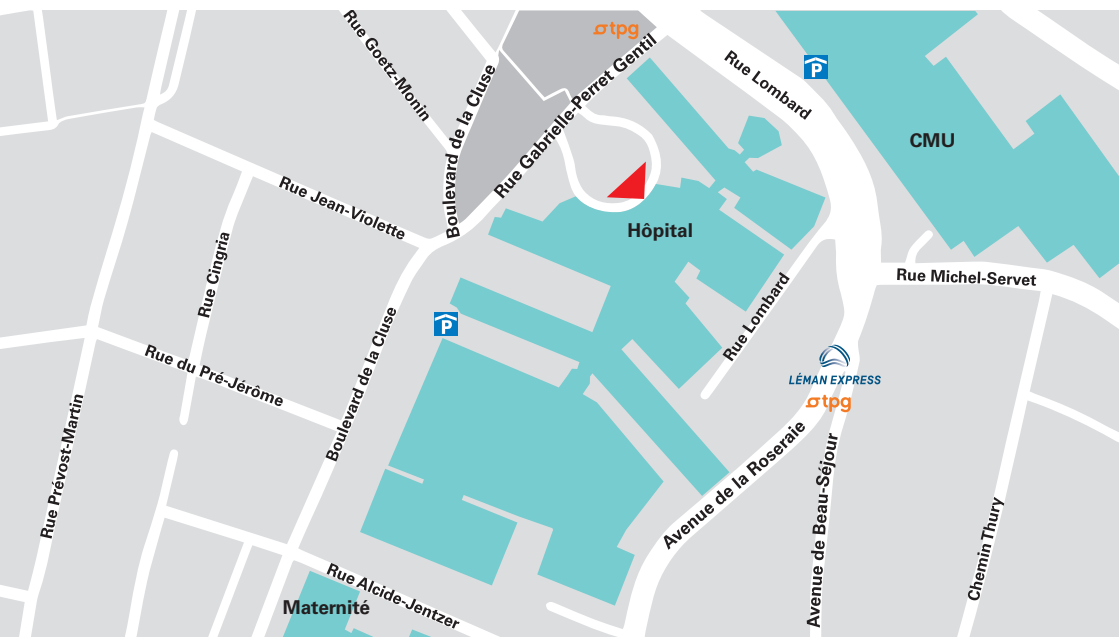 Rue Goetz-Monin
tpg
Boulevard de la Cluse
Rue Gabrielle-Perret Gentil
Rue Lombard
P
CMU
Rue Jean-Violette
Hôpital
Rue Cingria
Rue Michel-Servet
Rue Lombard
P
Rue du Pré-Jérôme
Boulevard de la Cluse
LÉMAN EXPRESS
tpg
Rue Prévost-Martin
Avenue de la Roseraie
Avenue de Beau-Séjour
Chemin Thury
Rue Alcide-Jentzer
Maternité